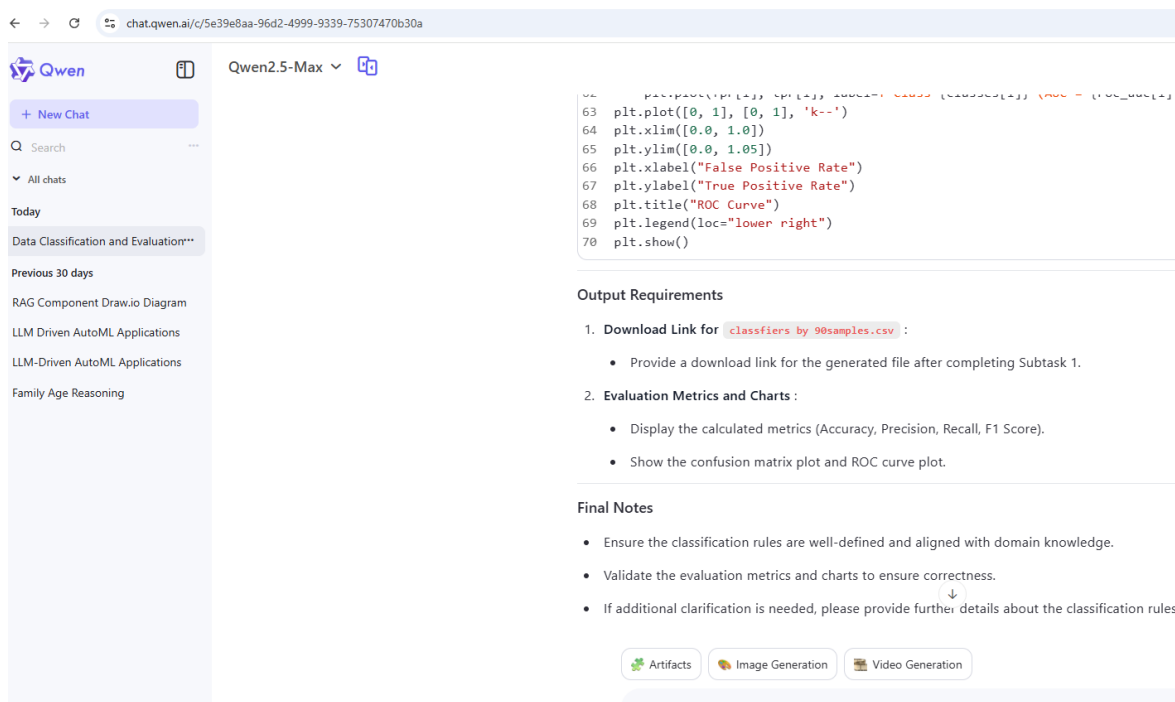 chat.qwen.ai/c/5e39e8aa-96d2-4999-9339-75307470b30a
Qwen
+ New Chat
Search
All chats
Today
Data Classification and Evaluation···
Previous 30 days
RAG Component Draw.io Diagram
LLM Driven AutoML Applications
LLM-Driven AutoML Applications
Family Age Reasoning
Qwen2.5-Max
63 plt.plot([0, 1], [0, 1], 'k--')
64 plt.xlim([0.0, 1.0])
65 plt.ylim([0.0, 1.05])
66 plt.xlabel("False Positive Rate")
67 plt.ylabel("True Positive Rate")
68 plt.title("ROC Curve")
69 plt.legend(loc="lower right")
70 plt.show()
Output Requirements
1. Download Link for classfiers by 90samples.csv :
• Provide a download link for the generated file after completing Subtask 1.
2. Evaluation Metrics and Charts :
• Display the calculated metrics (Accuracy, Precision, Recall, F1 Score).
• Show the confusion matrix plot and ROC curve plot.
Final Notes
• Ensure the classification rules are well-defined and aligned with domain knowledge.
• Validate the evaluation metrics and charts to ensure correctness.
• If additional clarification is needed, please provide further details about the classification rules
Artifacts
Image Generation
Video Generation